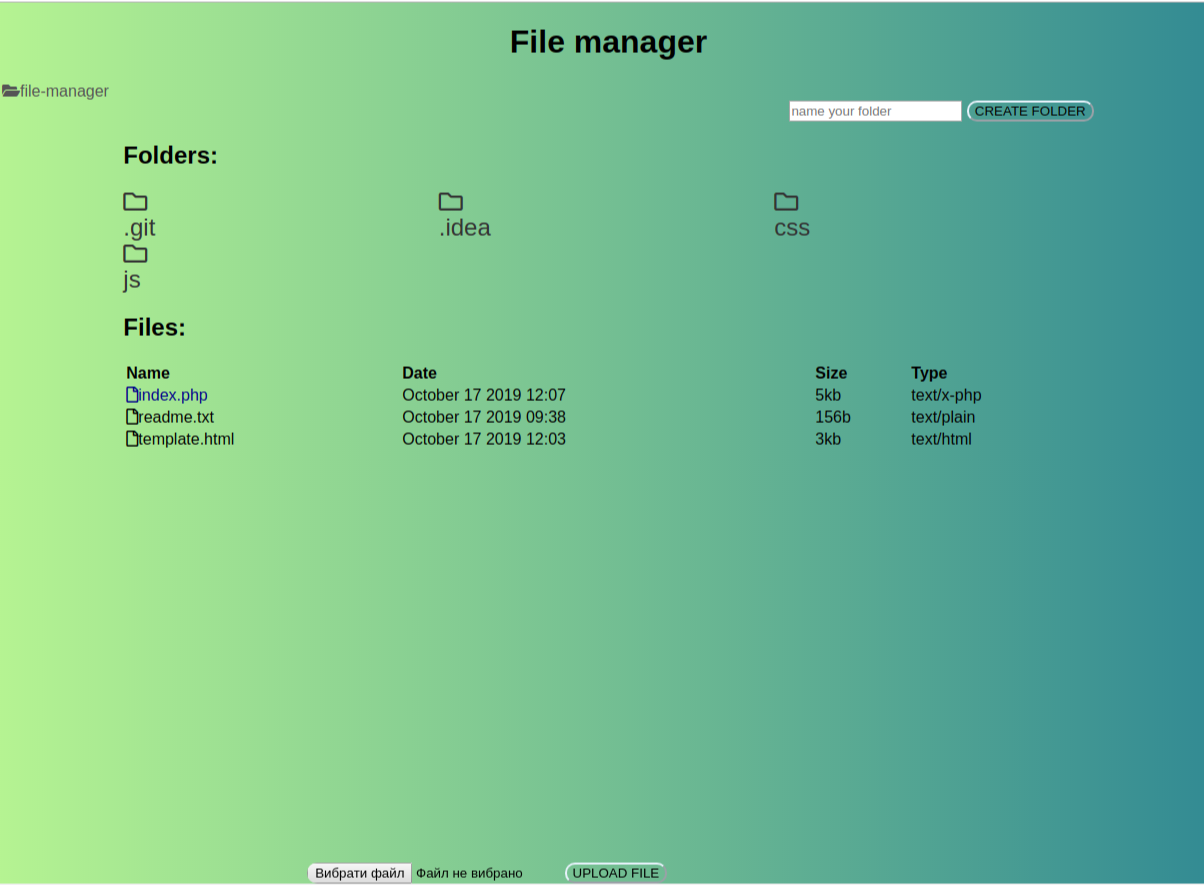 File manager
file-manager
name your folder CREATE FOLDER
Folders:
.git .idea css
js
Files:
Name Date Size Type
index.php October 17 2019 12:07 5kb text/x-php
readme.txt October 17 2019 09:38 156b text/plain
template.html October 17 2019 12:03 3kb text/html
Вибрати файл Файл не вибрано UPLOAD FILE